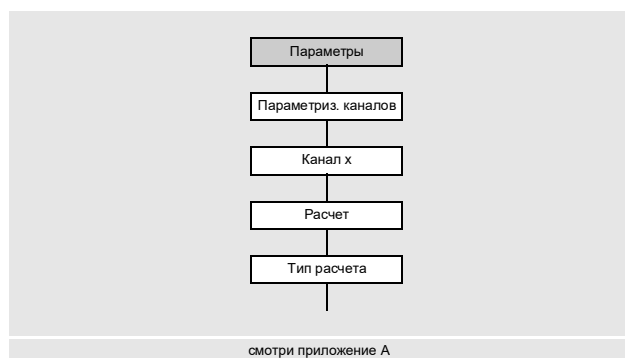 Параметры
Параметриз. каналов
Канал x
Расчет
Тип расчета
смотри приложение А